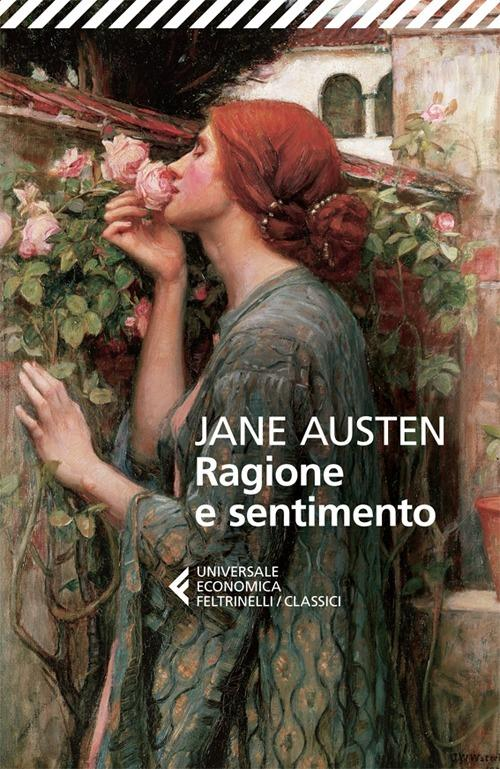 JANE AUSTEN
Ragione
e sentimento
UNIVERSALE
ECONOMICA
FELTRINELLI/CLASSICI